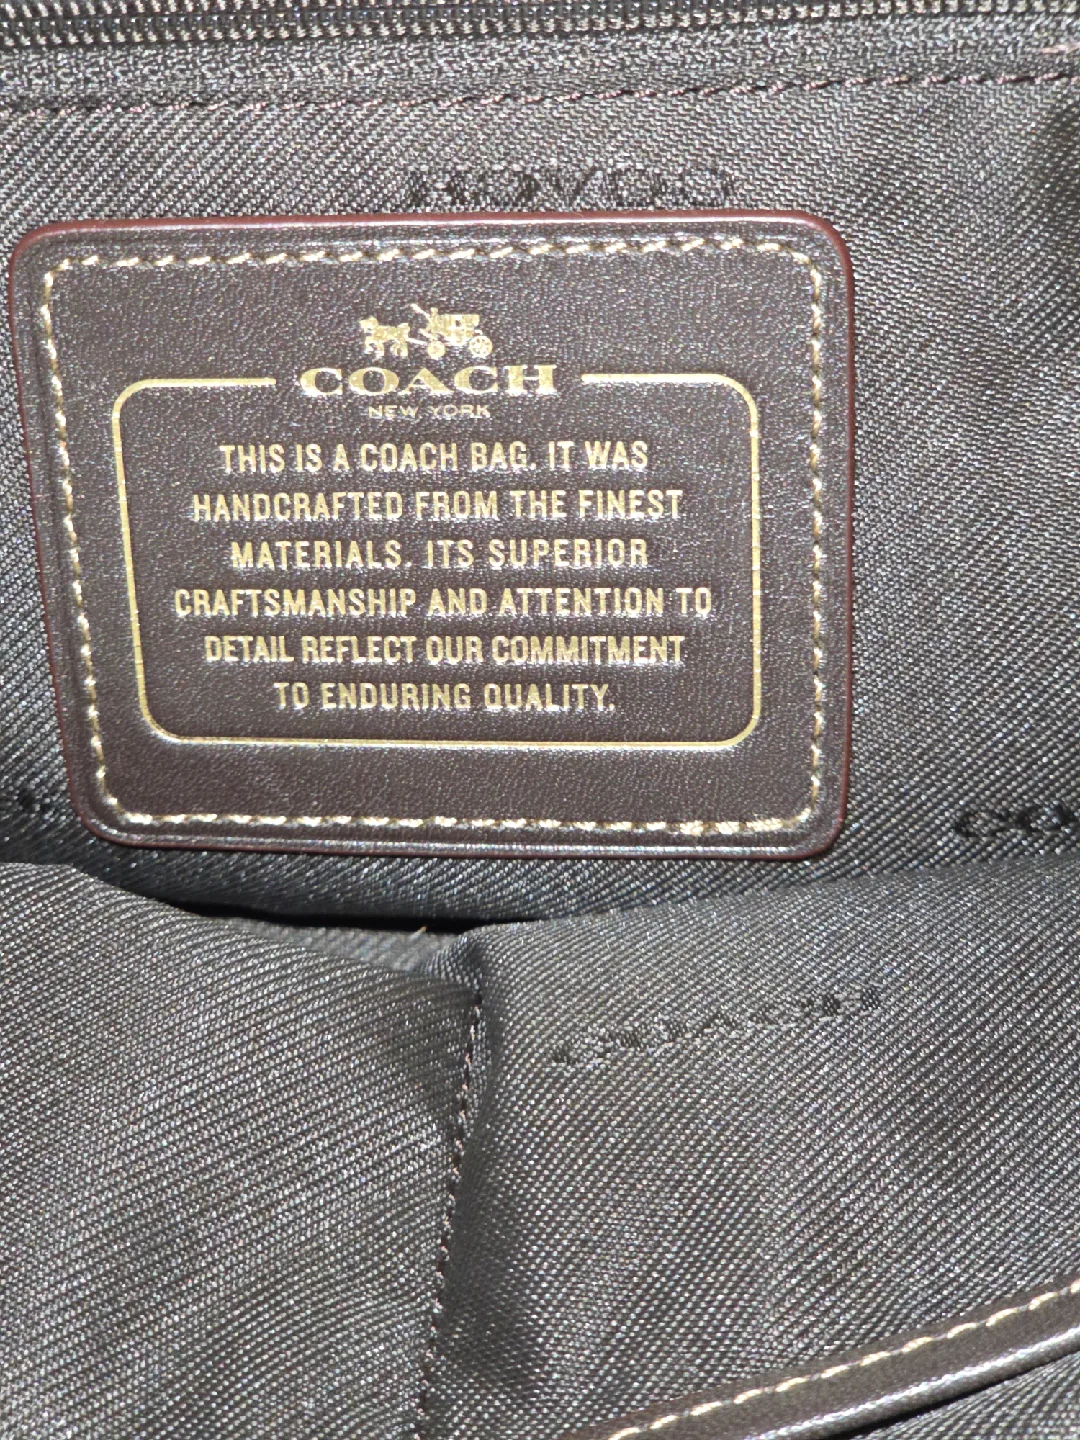 COACH
NEW YORK
THIS IS A COACH BAG. IT WAS
HANDCRAFTED FROM THE FINEST
MATERIALS. ITS SUPERIOR
CRAFTSMANSHIP AND ATTENTION TO
DETAIL REFLECT OUR COMMITMENT
TO ENDURING QUALITY.